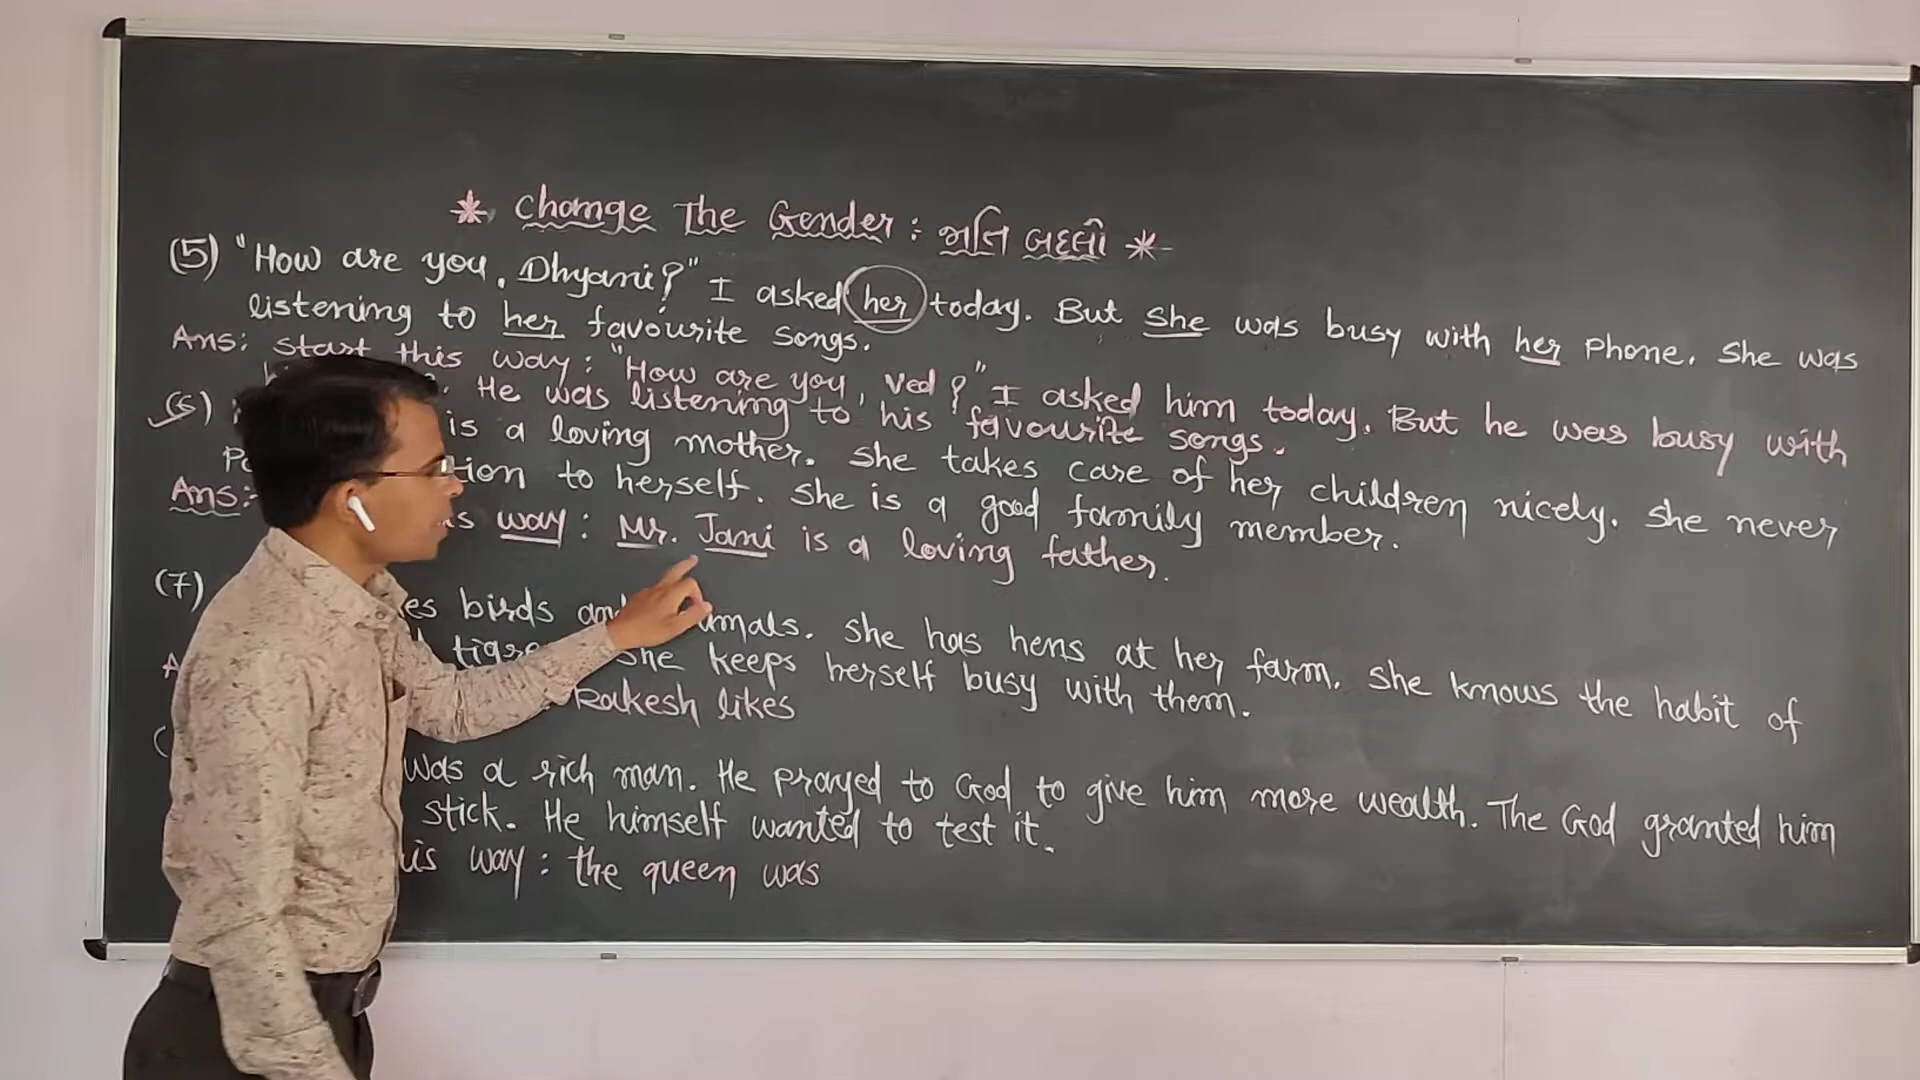 * Change The Gender : જાતિ બદલો *
(5) "How are you, Dhyani?" I asked her today. But she was busy with her phone. She was
listening to her favourite songs.
Ans: start this way : "How are you, Ved?" I asked him today. But he was busy with
He was listening to his favourite songs.
(6) is a loving mother. She takes care of her children nicely. She never
to herself. She is a good family member.
Ans: way : Mr. Jani is a loving father.
(7) birds mals. She has hens at her farm. She knows the habit of
She keeps herself busy with them.
Rakesh likes
was a rich man. He prayed to God to give him more wealth. The God granted him
stick. He himself wanted to test it.
way : the queen was